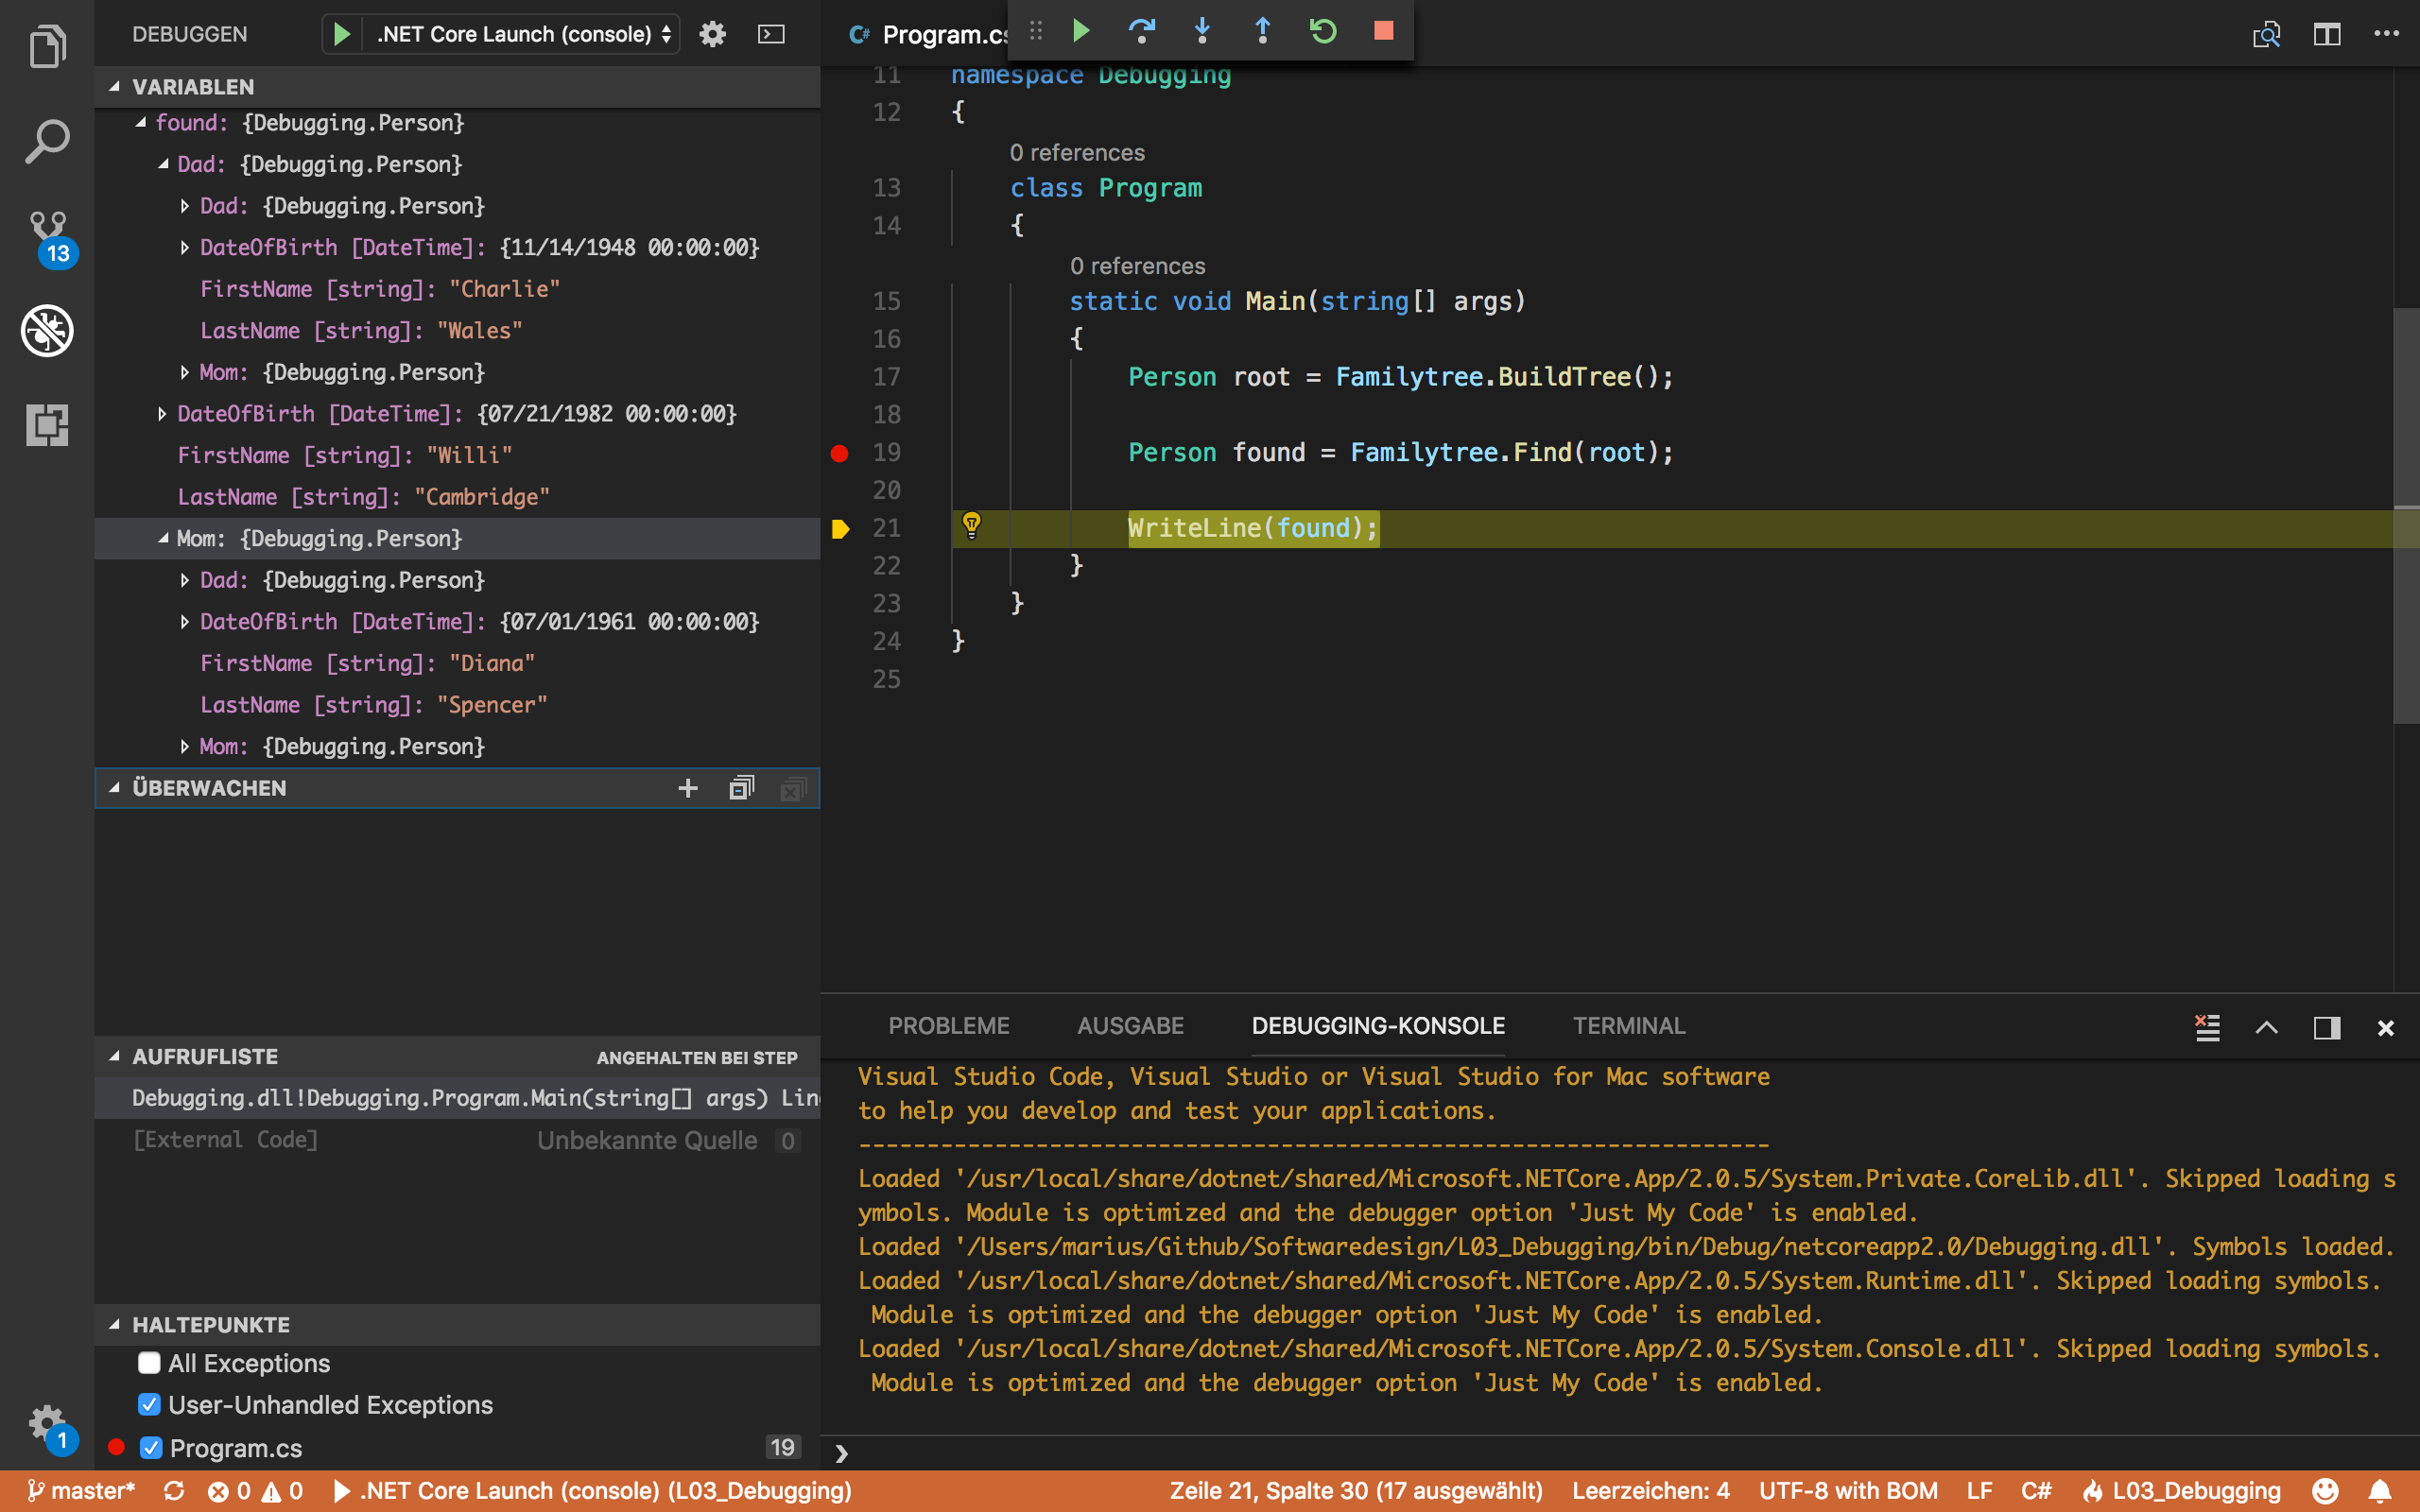 DEBUGGEN
.NET Core Launch (console)
VARIABLEN
found: {Debugging.Person}
Dad: {Debugging.Person}
Dad: {Debugging.Person}
DateOfBirth [DateTime]: {11/14/1948 00:00:00}
FirstName [string]: "Charlie"
LastName [string]: "Wales"
Mom: {Debugging.Person}
DateOfBirth [DateTime]: {07/21/1982 00:00:00}
FirstName [string]: "Willi"
LastName [string]: "Cambridge"
Mom: {Debugging.Person}
Dad: {Debugging.Person}
DateOfBirth [DateTime]: {07/01/1961 00:00:00}
FirstName [string]: "Diana"
LastName [string]: "Spencer"
Mom: {Debugging.Person}
ÜBERWACHEN
AUFRUFLISTE ANGEHALTEN BEI STEP
Debugging.dll!Debugging.Program.Main(string[] args) Lin
[External Code] Unbekannte Quelle 0
HALTEPUNKTE
All Exceptions
User-Unhandled Exceptions
Program.cs 19
13
1
C# Program.cs
11 namespace Debugging
12 {
0 references
13 class Program
14 {
0 references
15 static void Main(string[] args)
16 {
17 Person root = Familytree.BuildTree();
18
19 Person found = Familytree.Find(root);
20
21 WriteLine(found);
22 }
23 }
24 }
25
PROBLEME AUSGABE DEBUGGING-KONSOLE TERMINAL
Visual Studio Code, Visual Studio or Visual Studio for Mac software
to help you develop and test your applications.
-------------------------------------------------------------------
Loaded '/usr/local/share/dotnet/shared/Microsoft.NETCore.App/2.0.5/System.Private.CoreLib.dll'. Skipped loading s
ymbols. Module is optimized and the debugger option 'Just My Code' is enabled.
Loaded '/Users/marius/Github/Softwaredesign/L03_Debugging/bin/Debug/netcoreapp2.0/Debugging.dll'. Symbols loaded.
Loaded '/usr/local/share/dotnet/shared/Microsoft.NETCore.App/2.0.5/System.Runtime.dll'. Skipped loading symbols.
Module is optimized and the debugger option 'Just My Code' is enabled.
Loaded '/usr/local/share/dotnet/shared/Microsoft.NETCore.App/2.0.5/System.Console.dll'. Skipped loading symbols.
Module is optimized and the debugger option 'Just My Code' is enabled.
master* 0 0 .NET Core Launch (console) (L03_Debugging) Zeile 21, Spalte 30 (17 ausgewählt) Leerzeichen: 4 UTF-8 with BOM LF C# L03_Debugging